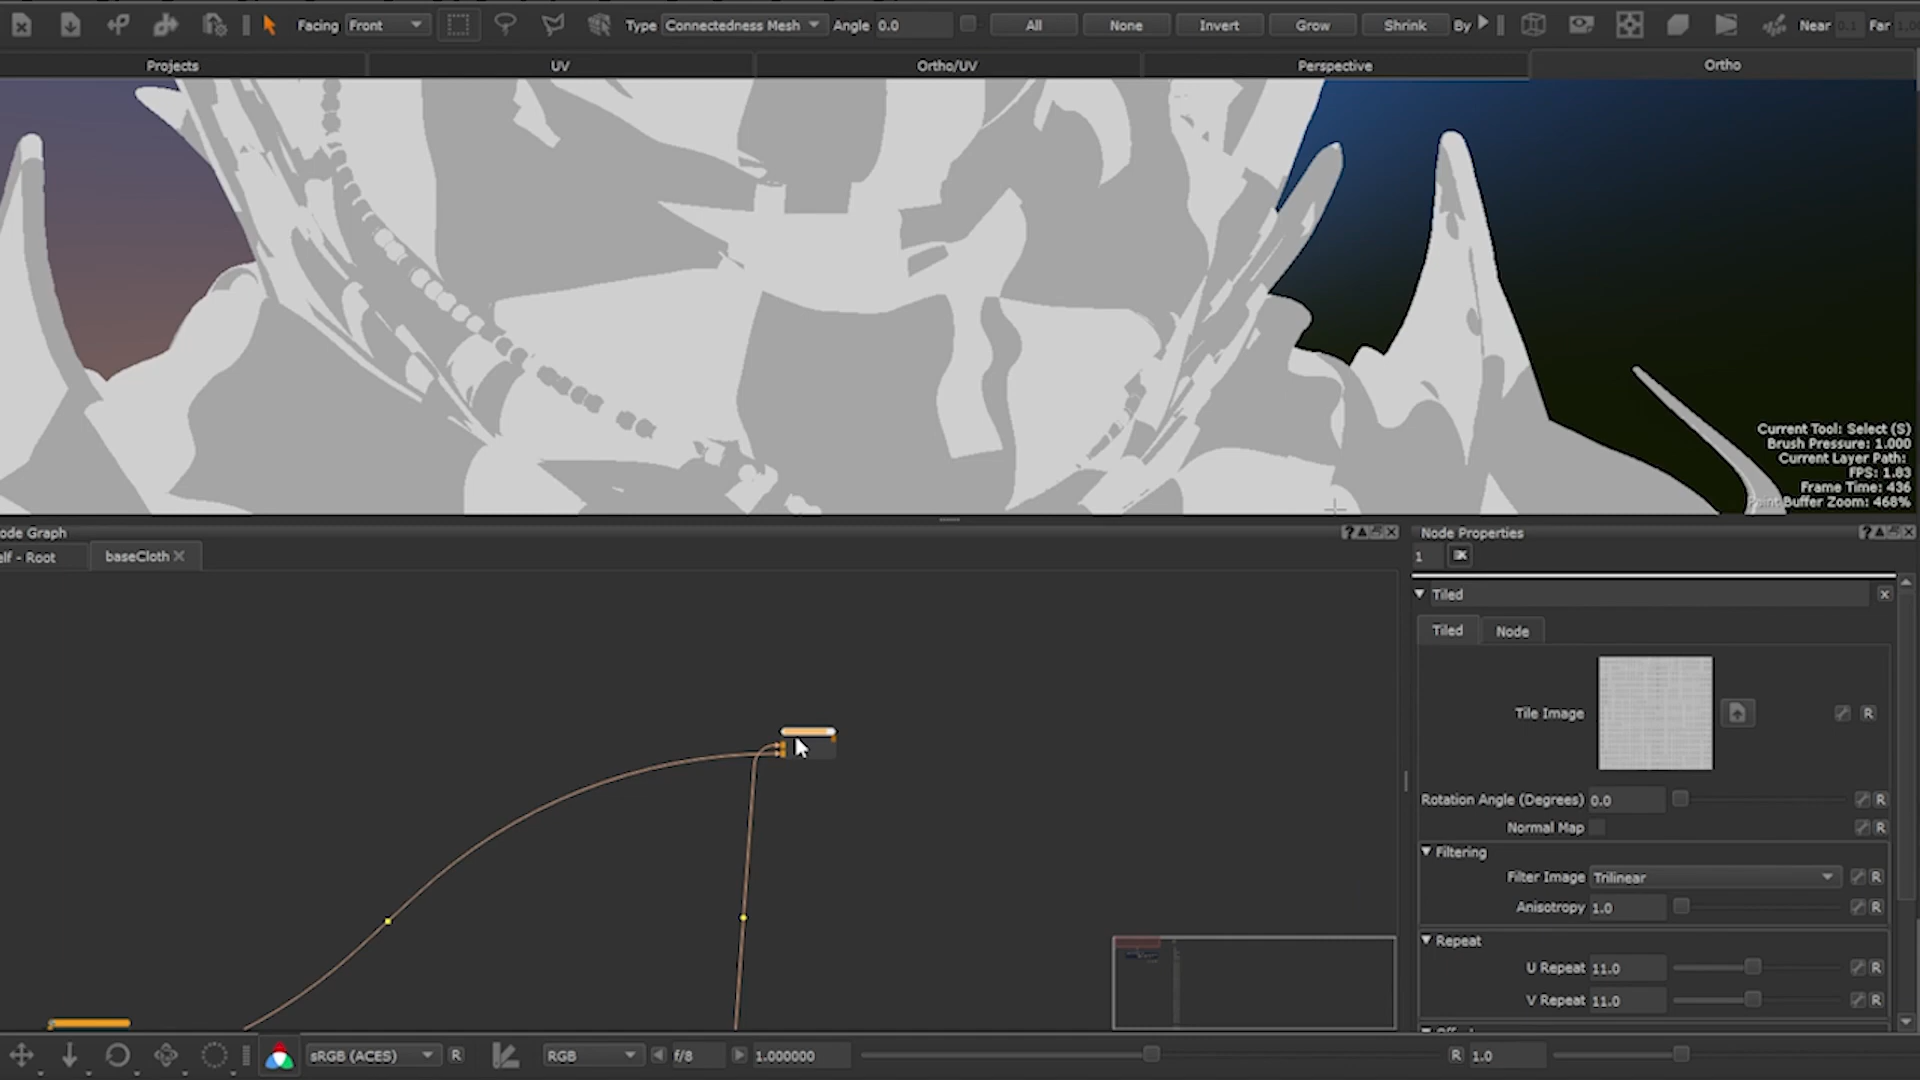 Facing Front Type Connectedness Mesh Angle 0.0 All None Invert Grow Shrink By Near 0.1 Far
Projects UV Ortho/UV Perspective Ortho
Current Tool: Select (S)
Brush Pressure: 1.000
Current Layer Path:
FPS: 1.83
Frame Time: 436
Paint Buffer Zoom: 468%
ode Graph
elf - Root baseCloth
Node Properties
1
Tiled
Tiled Node
Tile Image R
Rotation Angle (Degrees) 0.0 R
Normal Map R
Filtering
Filter Image Trilinear R
Anisotropy 1.0 R
Repeat
U Repeat 11.0 R
V Repeat 11.0 R
sRGB (ACES) R RGB f/8 1.000000 R 1.0